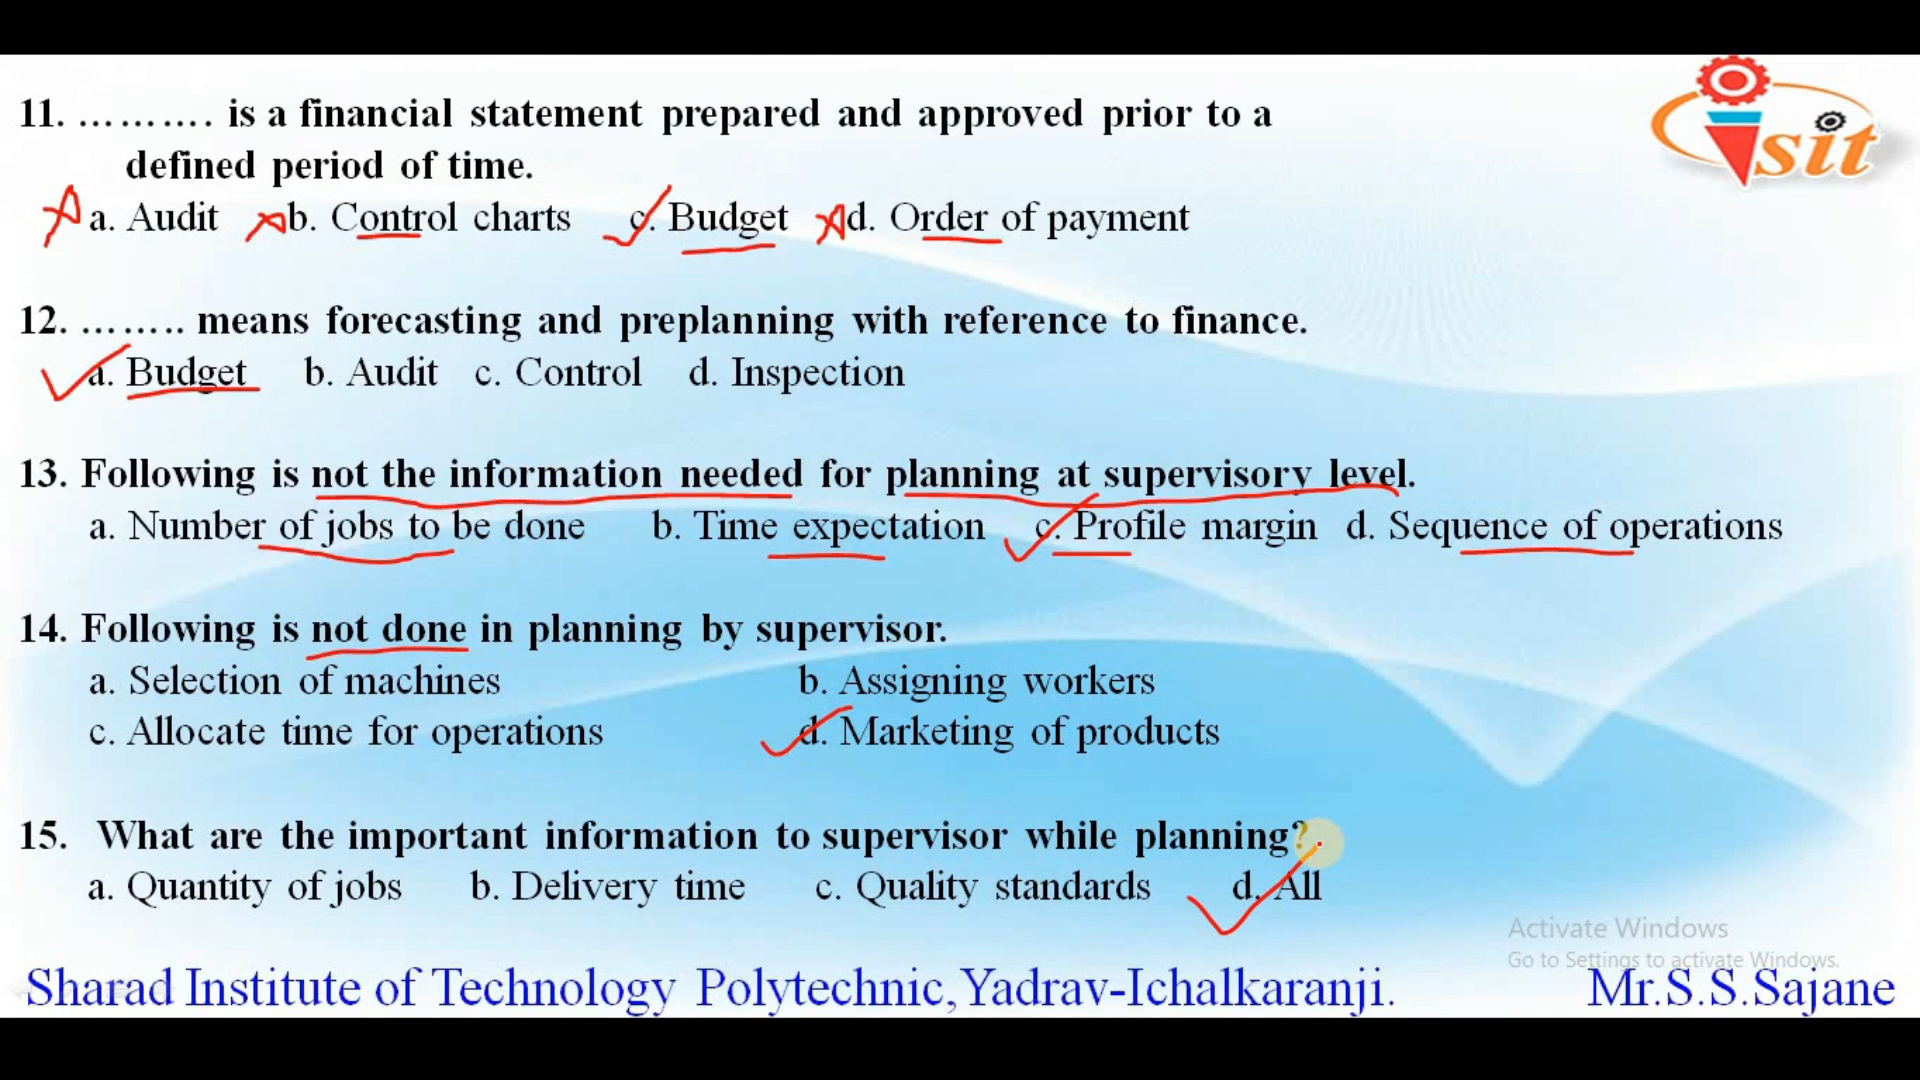 11. ………. is a financial statement prepared and approved prior to a
defined period of time.
a. Audit b. Control charts c. Budget d. Order of payment
12. …….. means forecasting and preplanning with reference to finance.
a. Budget b. Audit c. Control d. Inspection
13. Following is not the information needed for planning at supervisory level.
a. Number of jobs to be done b. Time expectation c. Profile margin d. Sequence of operations
14. Following is not done in planning by supervisor.
a. Selection of machines b. Assigning workers
c. Allocate time for operations d. Marketing of products
15. What are the important information to supervisor while planning?
a. Quantity of jobs b. Delivery time c. Quality standards d. All
Activate Windows
Go to Settings to activate Windows.
Sharad Institute of Technology Polytechnic,Yadrav-Ichalkaranji. Mr.S.S.Sajane
sit